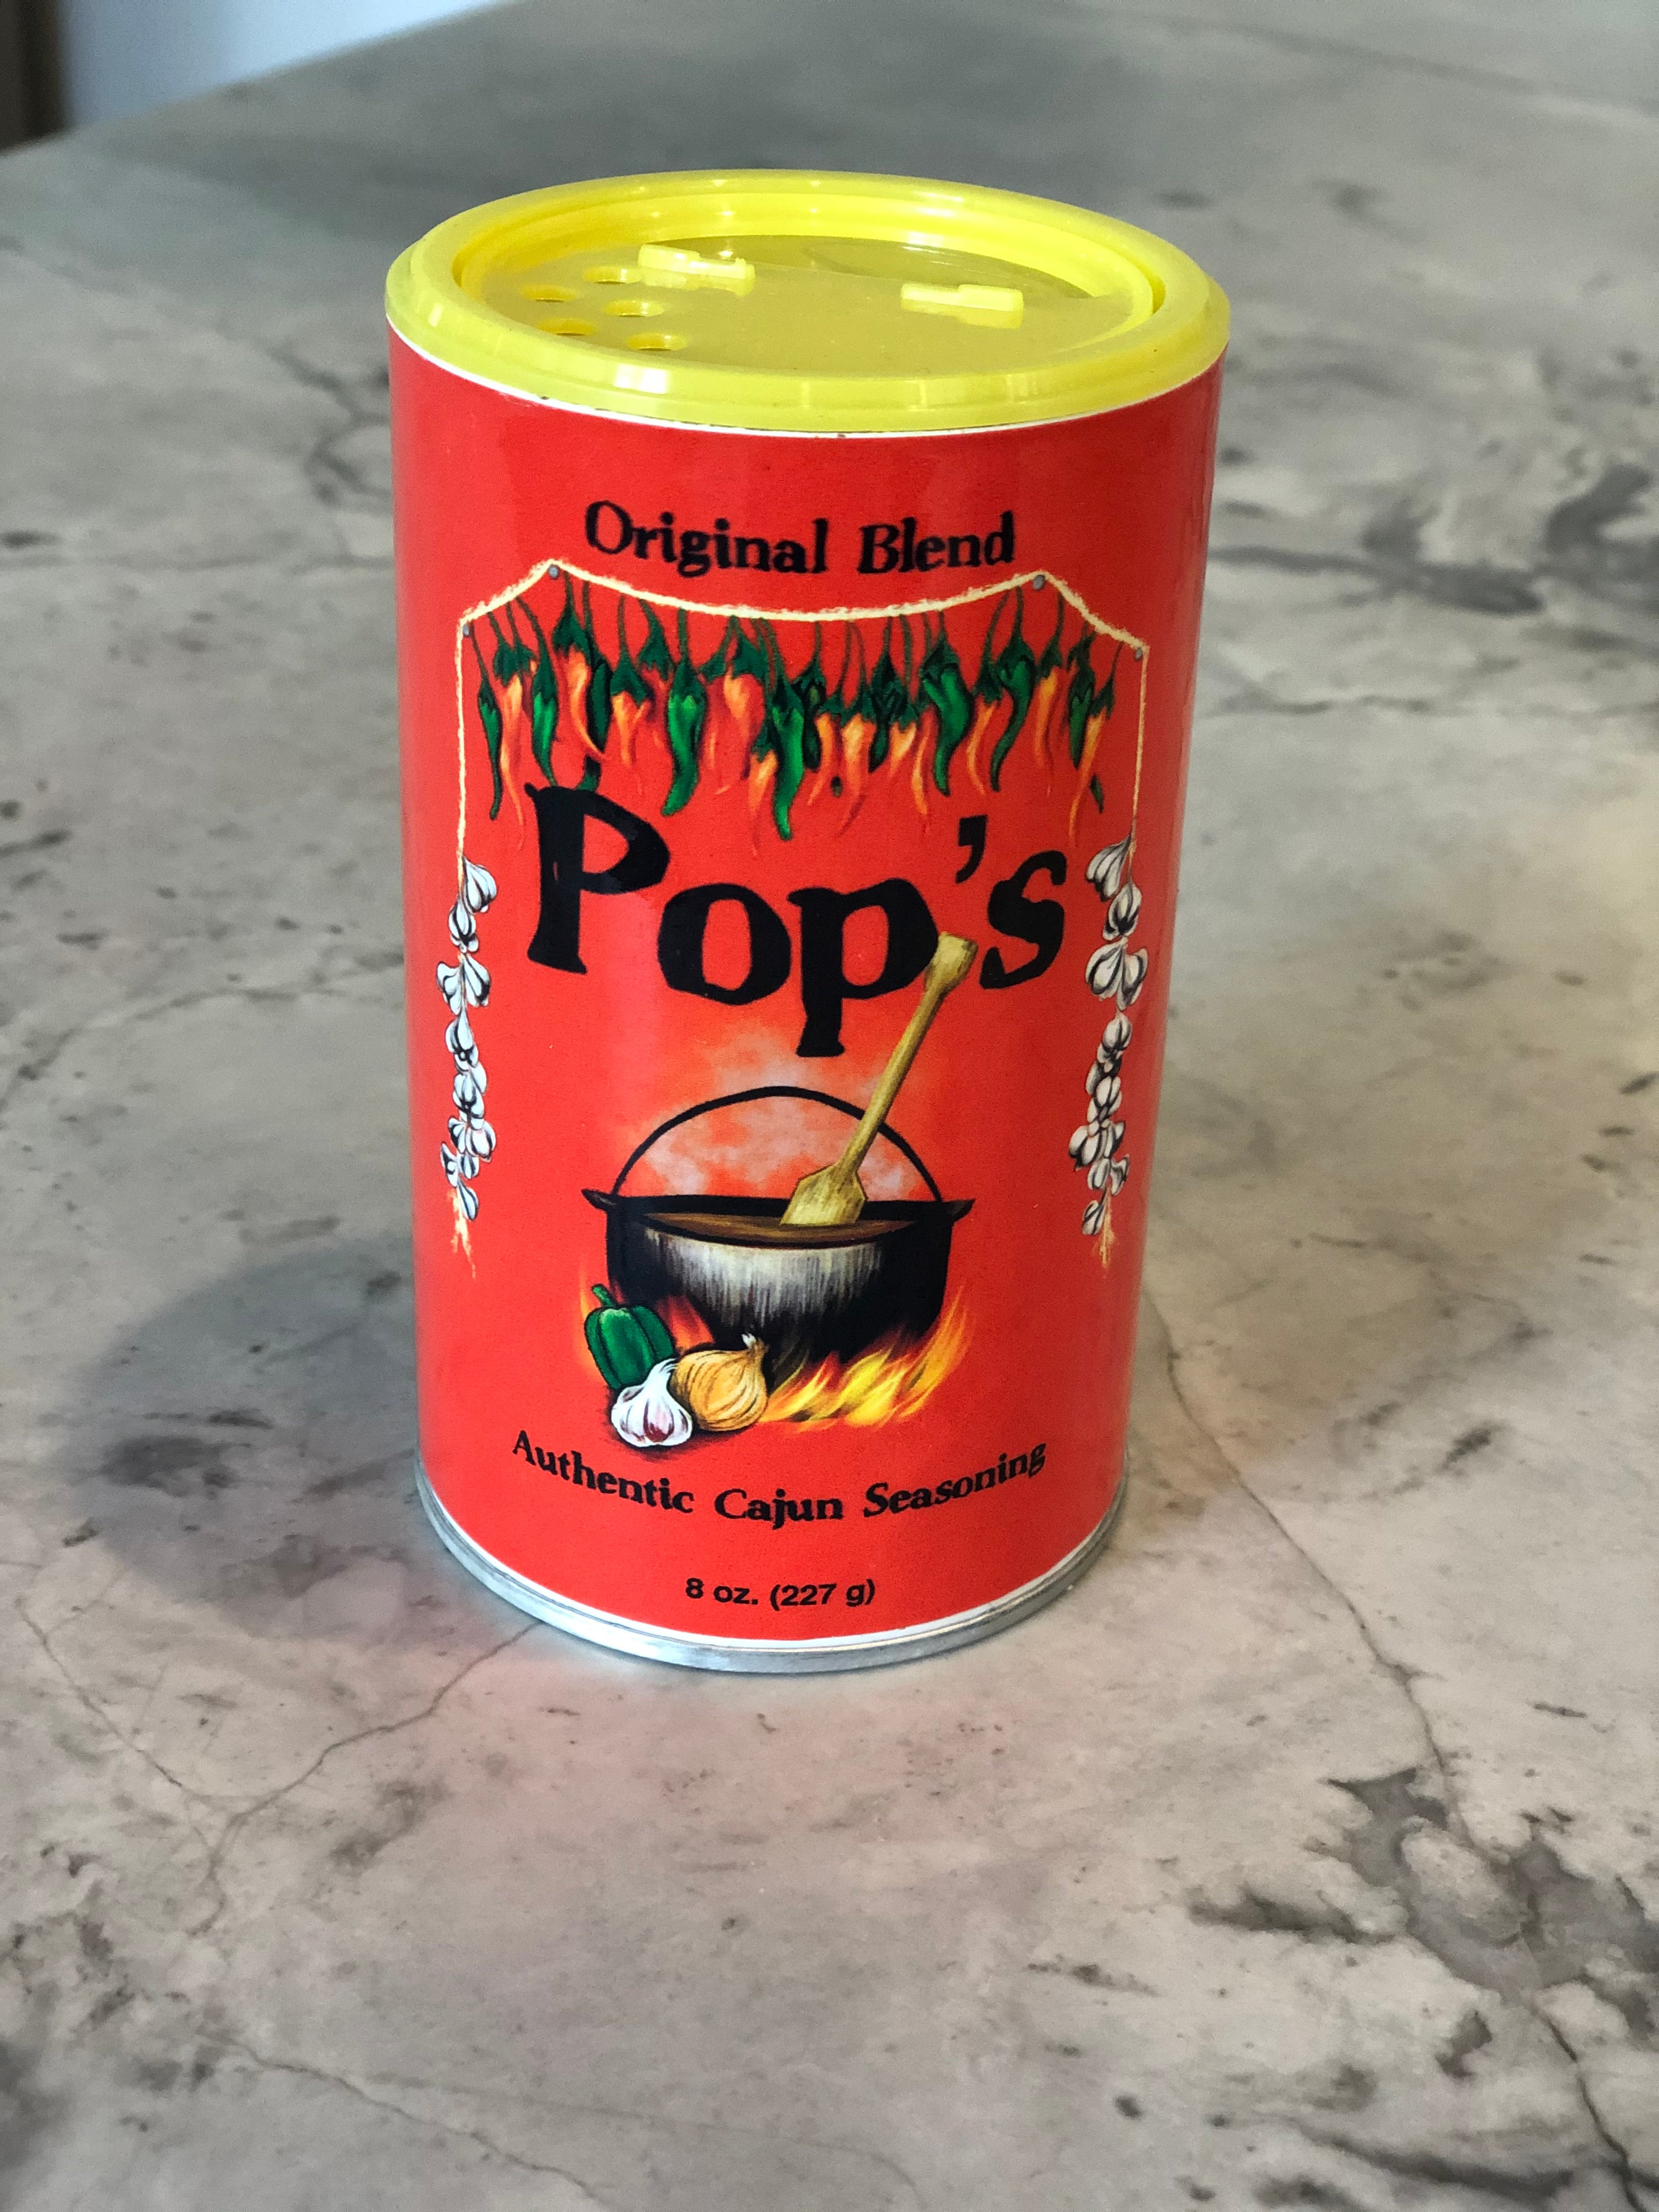 Original Blend
Pop's
Authentic Cajun Seasoning
8 oz. (227 g)